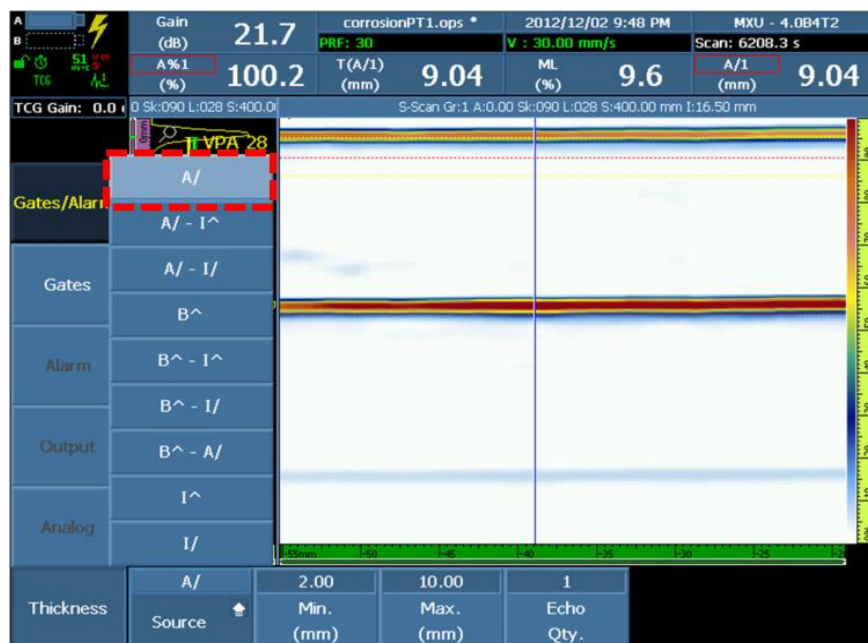 A
B
51
TCG
Gain
(dB)
21.7
corrosionPT1.ops *
2012/12/02 9:48 PM
MXU - 4.0B4T2
PRF: 30
V : 30.00 mm/s
Scan: 6208.3 s
A%1
(%)
100.2
T(A/1)
(mm)
9.04
ML
(%)
9.6
A/1
(mm)
9.04
TCG Gain: 0.0
0 Sk:090 L:028 S:400.0
S-Scan Gr:1 A:0.00 Sk:090 L:028 S:400.00 mm I:16.50 mm
0mm
VPA 28
Gates/Alarm
Gates
Alarm
Output
Analog
A/
A/ - I^
A/ - I/
B^
B^ - I^
B^ - I/
B^ - A/
I^
I/
-55mm
-50
-45
-40
-35
-30
-25
Thickness
A/
Source
2.00
Min.
(mm)
10.00
Max.
(mm)
1
Echo
Qty.